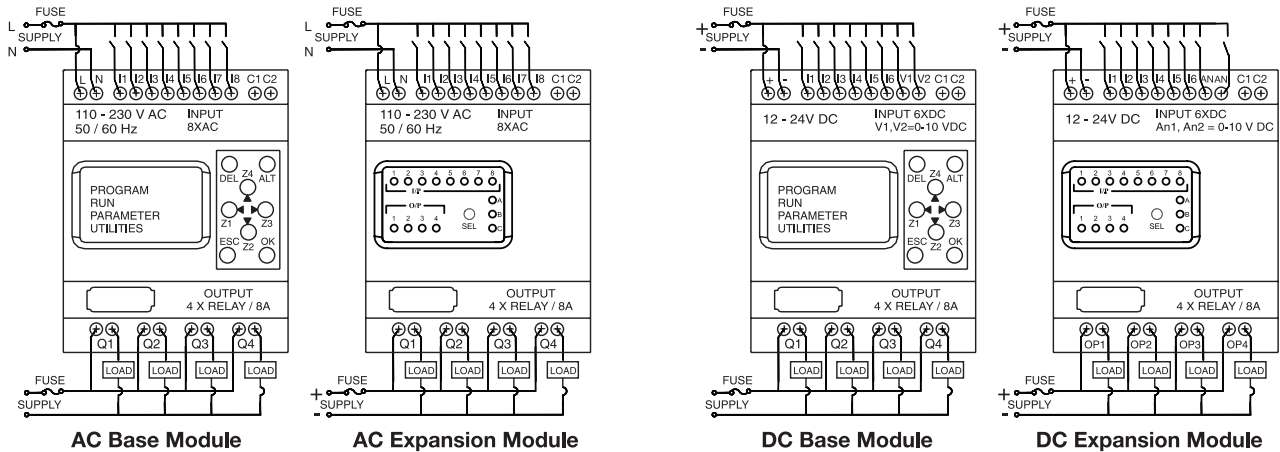 L FUSE
SUPPLY
N
L N I1 I2 I3 I4 I5 I6 I7 I8 C1 C2
110 - 230 V AC INPUT
50 / 60 Hz 8XAC
PROGRAM
RUN
PARAMETER
UTILITIES
DEL Z4 ALT
Z1 Z3
ESC Z2 OK
OUTPUT
4 X RELAY / 8A
Q1 Q2 Q3 Q4
LOAD LOAD LOAD LOAD
FUSE
SUPPLY
AC Base Module
L FUSE
SUPPLY
N
L N I1 I2 I3 I4 I5 I6 I7 I8 C1 C2
110 - 230 V AC INPUT
50 / 60 Hz 8XAC
1 2 3 4 5 6 7 8
I/P
O/P A
1 2 3 4 B
SEL C
OUTPUT
4 X RELAY / 8A
Q1 Q2 Q3 Q4
LOAD LOAD LOAD LOAD
+ FUSE
SUPPLY
-
AC Expansion Module
+ FUSE
SUPPLY
-
+ - I1 I2 I3 I4 I5 I6 V1 V2 C1 C2
12 - 24V DC INPUT 6XDC
V1,V2=0-10 VDC
PROGRAM
RUN
PARAMETER
UTILITIES
DEL Z4 ALT
Z1 Z3
ESC Z2 OK
OUTPUT
4 X RELAY / 8A
Q1 Q2 Q3 Q4
LOAD LOAD LOAD LOAD
+ FUSE
SUPPLY
-
DC Base Module
+ FUSE
SUPPLY
-
+ - I1 I2 I3 I4 I5 I6 AN AN C1 C2
12 - 24V DC INPUT 6XDC
An1, An2 = 0-10 V DC
1 2 3 4 5 6 7 8
I/P
O/P A
1 2 3 4 B
SEL C
OUTPUT
4 X RELAY / 8A
OP1 OP2 OP3 OP4
LOAD LOAD LOAD LOAD
+ FUSE
SUPPLY
-
DC Expansion Module